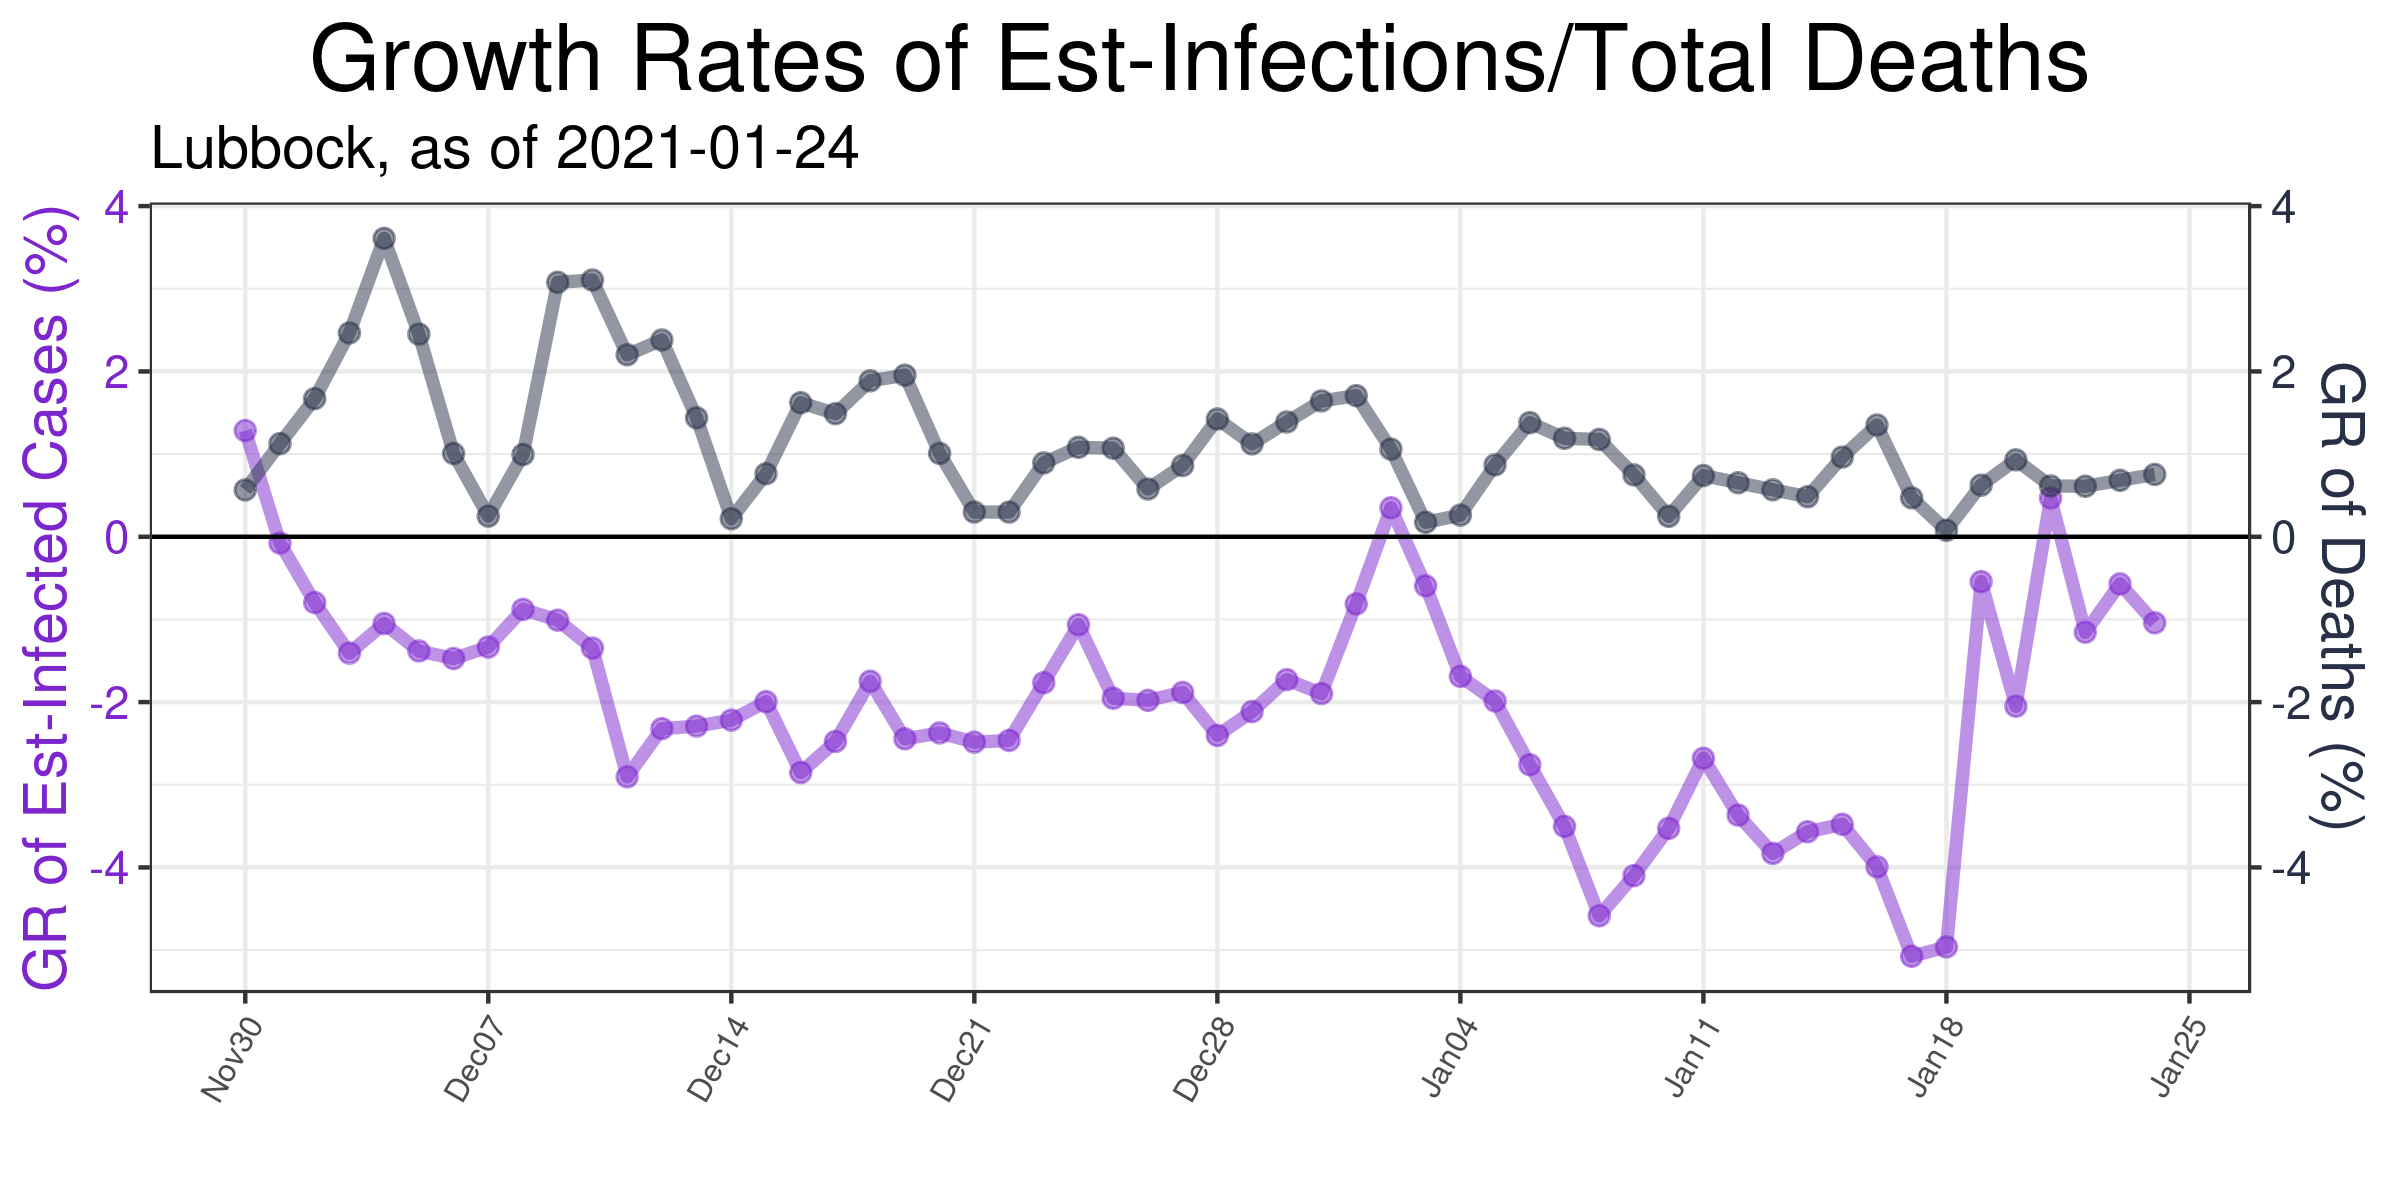 Growth Rates of Est-Infections/Total Deaths
Lubbock, as of 2021-01-24
GR of Est-Infected Cases (%)
4
2
0
-2
-4
4
2
0
-2
-4
GR of Deaths (%)
Nov30
Dec07
Dec14
Dec21
Dec28
Jan04
Jan11
Jan18
Jan25